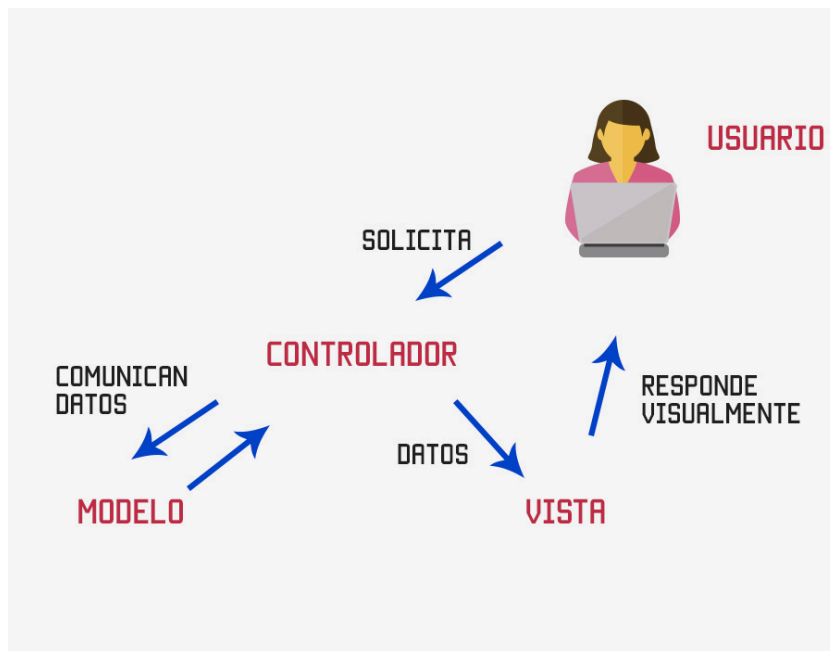 USUARIO
SOLICITA
CONTROLADOR
COMUNICAN
DATOS
RESPONDE
VISUALMENTE
DATOS
MODELO
VISTA